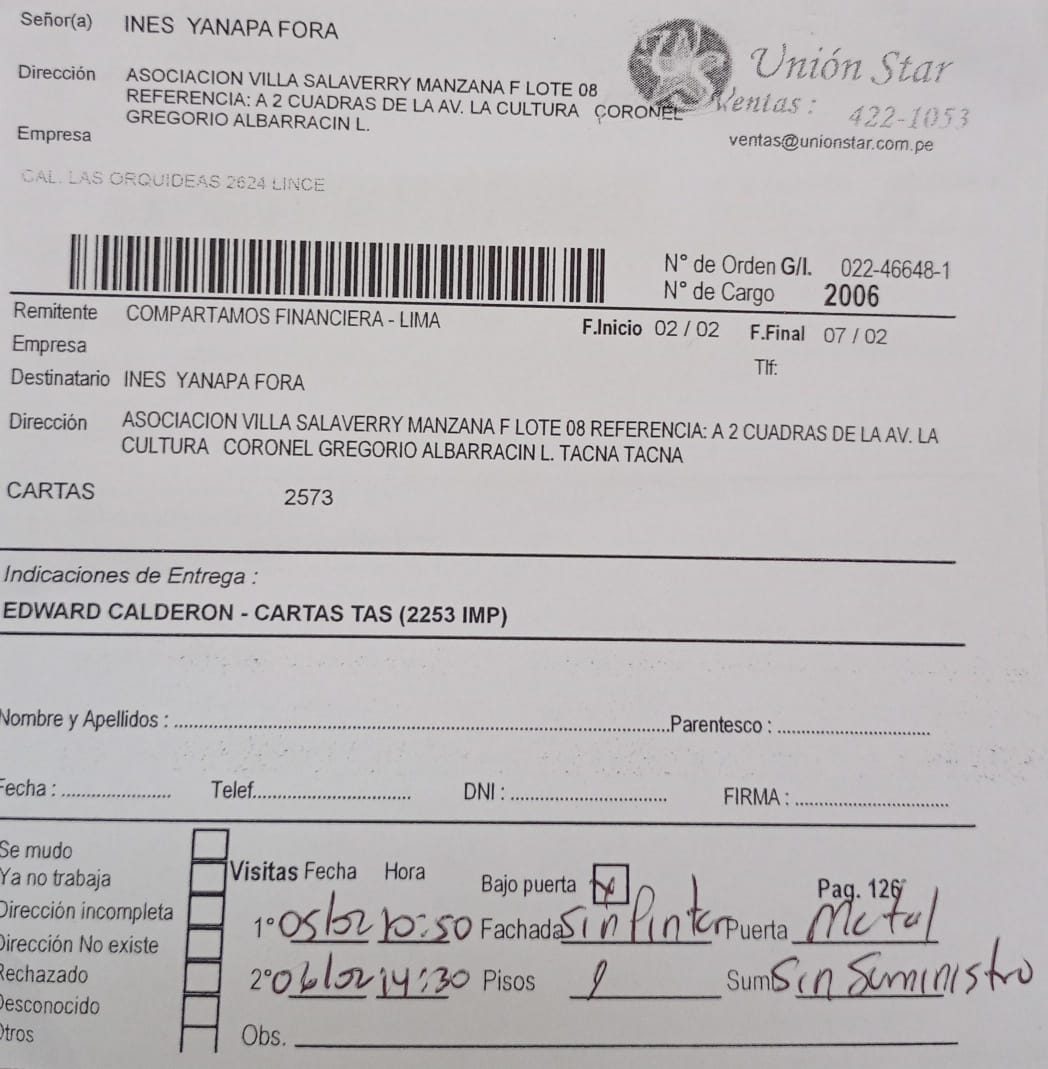 Señor(a) INES YANAPA FORA
Unión Star
Ventas : 422-1053
ventas@unionstar.com.pe
Dirección ASOCIACION VILLA SALAVERRY MANZANA F LOTE 08
REFERENCIA: A 2 CUADRAS DE LA AV. LA CULTURA CORONEL
GREGORIO ALBARRACIN L.
Empresa
CAL. LAS ORQUIDEAS 2624 LINCE
N° de Orden G/I. 022-46648-1
N° de Cargo 2006
Remitente COMPARTAMOS FINANCIERA - LIMA
F.Inicio 02 / 02 F.Final 07 / 02
Empresa
Tlf:
Destinatario INES YANAPA FORA
Dirección ASOCIACION VILLA SALAVERRY MANZANA F LOTE 08 REFERENCIA: A 2 CUADRAS DE LA AV. LA
CULTURA CORONEL GREGORIO ALBARRACIN L. TACNA TACNA
CARTAS 2573
Indicaciones de Entrega :
EDWARD CALDERON - CARTAS TAS (2253 IMP)
Nombre y Apellidos : Parentesco :
Fecha : Telef. DNI : FIRMA :
Se mudo
Ya no trabaja
Dirección incompleta
Dirección No existe
Rechazado
Desconocido
Otros
Visitas Fecha Hora Bajo puerta X Pag. 126
1° 05/02 10:50 Fachada Sin Pintar Puerta Metal
2° 06/02 14:30 Pisos 1 Sum Sin Suministro
Obs.